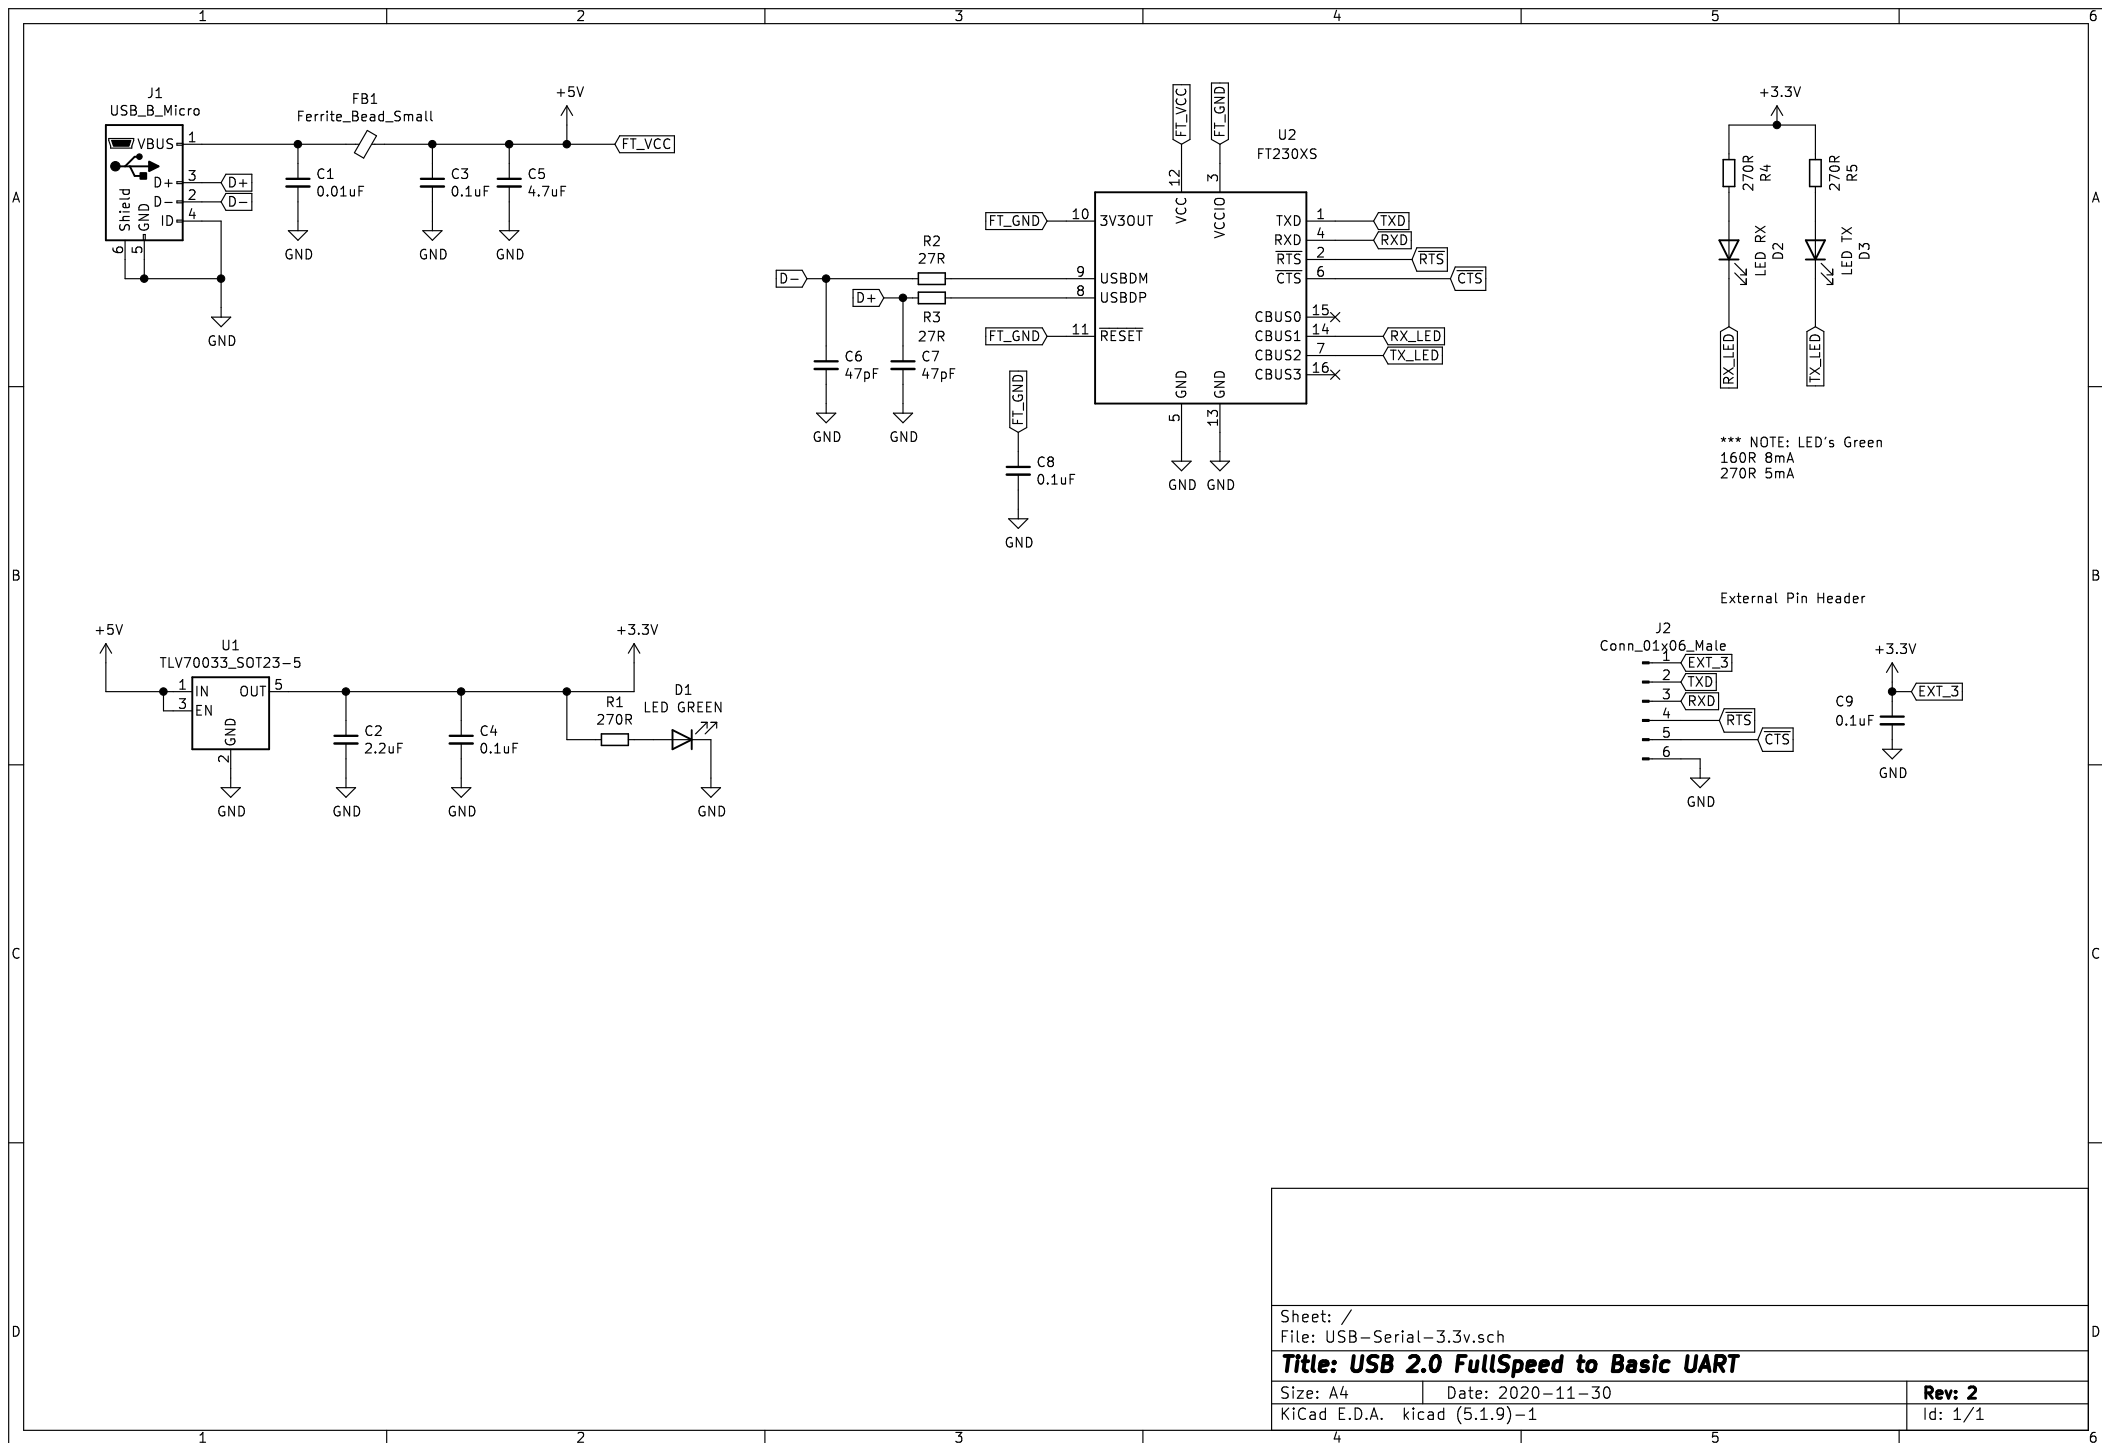 1 2 3 4 5 6
A
B
C
D
J1
USB_B_Micro
VBUS 1
D+ 3 D+
D- 2 D-
ID 4
Shield
GND
6 5
GND
C1
0.01uF
GND
FB1
Ferrite_Bead_Small
C3
0.1uF
GND
C5
4.7uF
GND
+5V
FT_VCC
+5V
U1
TLV70033_SOT23-5
1 IN OUT 5
3 EN
GND
2
GND
C2
2.2uF
GND
C4
0.1uF
GND
+3.3V
R1
270R
D1
LED GREEN
GND
FT_VCC
FT_GND
U2
FT230XS
12
3
VCC
VCCIO
FT_GND 10 3V3OUT
R2
27R
D- 9 USBDM
D+ 8 USBDP
R3
27R
FT_GND 11 RESET
C6
47pF
GND
C7
47pF
GND
FT_GND
C8
0.1uF
GND
TXD 1 TXD
RXD 4 RXD
RTS 2 RTS
CTS 6 CTS
CBUS0 15
CBUS1 14 RX_LED
CBUS2 7 TX_LED
CBUS3 16
GND GND
5 13
GND GND
+3.3V
270R
R4
270R
R5
LED RX
D2
LED TX
D3
RX_LED
TX_LED
*** NOTE: LED's Green
160R 8mA
270R 5mA
External Pin Header
J2
Conn_01x06_Male
1 EXT_3
2 TXD
3 RXD
4 RTS
5 CTS
6
GND
+3.3V
EXT_3
C9
0.1uF
GND
Sheet: /
File: USB-Serial-3.3v.sch
Title: USB 2.0 FullSpeed to Basic UART
Size: A4 Date: 2020-11-30 Rev: 2
KiCad E.D.A. kicad (5.1.9)-1 Id: 1/1
A
B
C
D
1 2 3 4 5 6